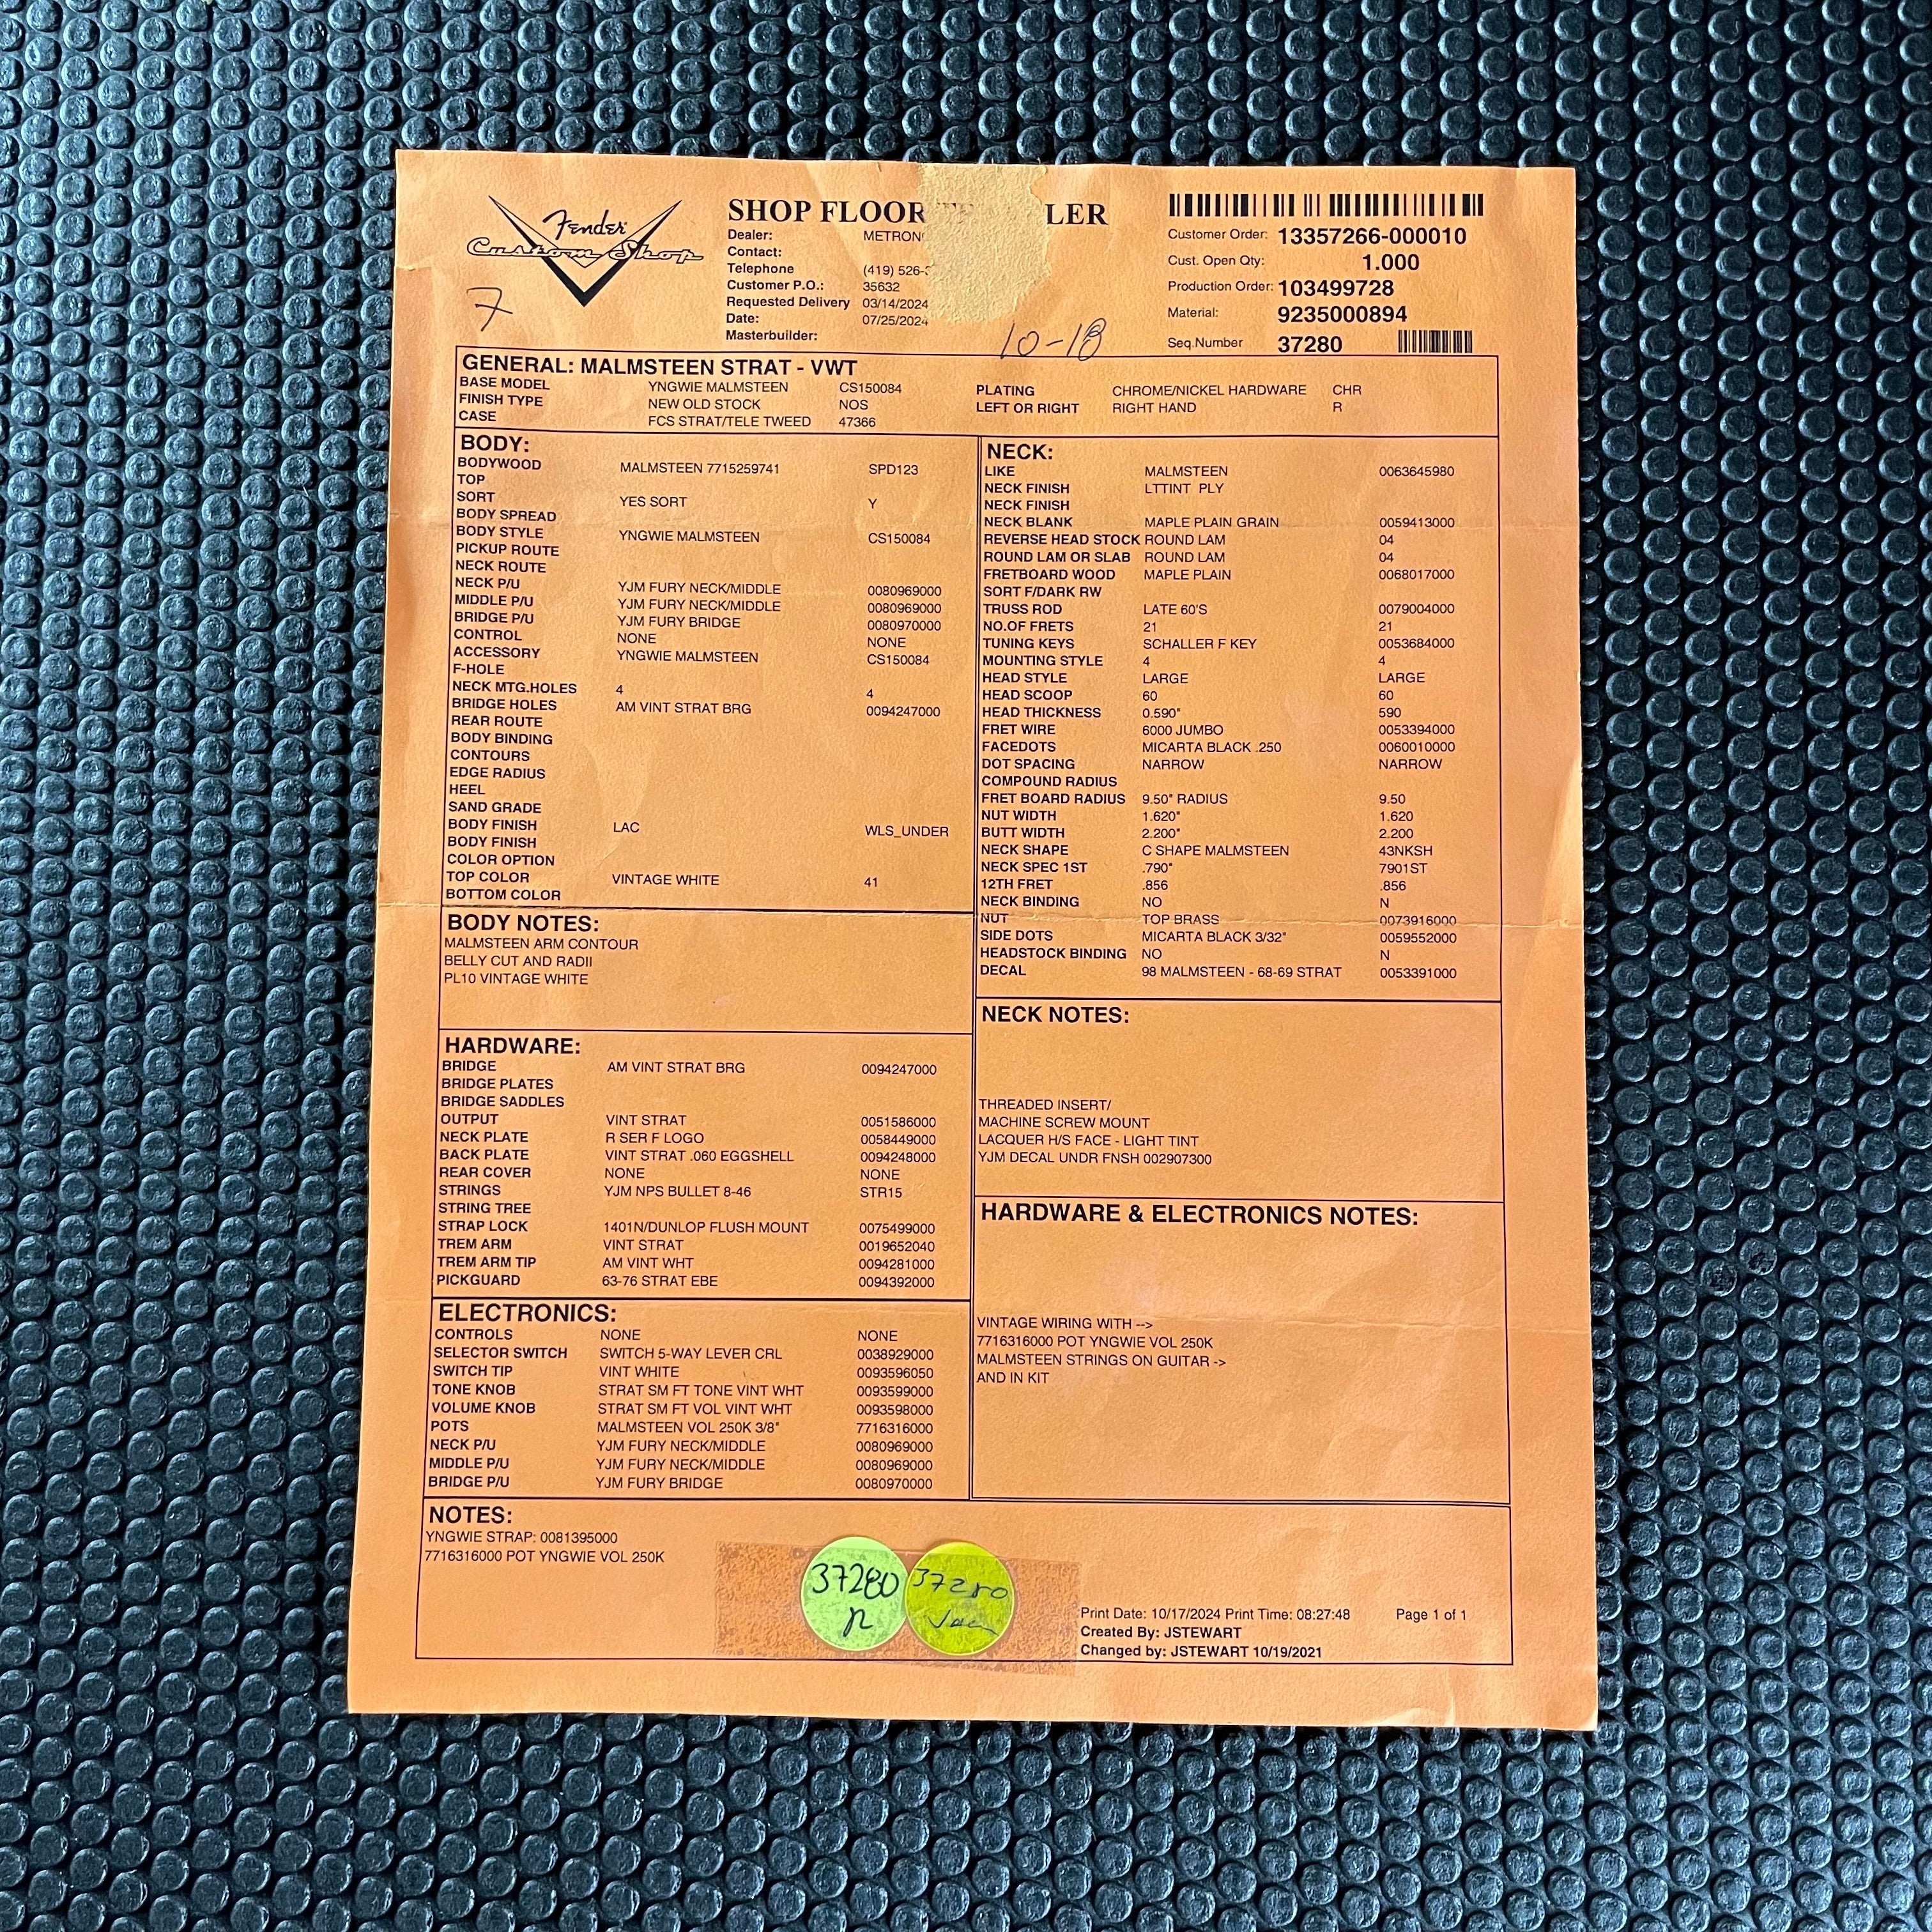 Fender
Custom Shop
7
SHOP FLOOR LER
Dealer:
Contact:
Telephone (419) 526-
Customer P.O.: 35632
Requested Delivery 03/14/2024
Date: 07/25/2024
Masterbuilder:
10-18
Customer Order: 13357266-000010
Cust. Open Qty: 1.000
Production Order: 103499728
Material: 9235000894
Seq.Number 37280
GENERAL: MALMSTEEN STRAT - VWT
BASE MODEL YNGWIE MALMSTEEN CS150084
FINISH TYPE NEW OLD STOCK NOS
CASE FCS STRAT/TELE TWEED 47366
PLATING CHROME/NICKEL HARDWARE CHR
LEFT OR RIGHT RIGHT HAND R
BODY:
BODYWOOD MALMSTEEN 7715259741 SPD123
TOP
SORT YES SORT Y
BODY SPREAD
BODY STYLE YNGWIE MALMSTEEN CS150084
PICKUP ROUTE
NECK ROUTE
NECK P/U YJM FURY NECK/MIDDLE 0080969000
MIDDLE P/U YJM FURY NECK/MIDDLE 0080969000
BRIDGE P/U YJM FURY BRIDGE 0080970000
CONTROL NONE NONE
ACCESSORY YNGWIE MALMSTEEN CS150084
F-HOLE
NECK MTG.HOLES 4 4
BRIDGE HOLES AM VINT STRAT BRG 0094247000
REAR ROUTE
BODY BINDING
CONTOURS
EDGE RADIUS
HEEL
SAND GRADE
BODY FINISH LAC WLS_UNDER
BODY FINISH
COLOR OPTION
TOP COLOR VINTAGE WHITE 41
BOTTOM COLOR
BODY NOTES:
MALMSTEEN ARM CONTOUR
BELLY CUT AND RADII
PL10 VINTAGE WHITE
HARDWARE:
BRIDGE AM VINT STRAT BRG 0094247000
BRIDGE PLATES
BRIDGE SADDLES
OUTPUT VINT STRAT 0051586000
NECK PLATE R SER F LOGO 0058449000
BACK PLATE VINT STRAT .060 EGGSHELL 0094248000
REAR COVER NONE NONE
STRINGS YJM NPS BULLET 8-46 STR15
STRING TREE
STRAP LOCK 1401N/DUNLOP FLUSH MOUNT 0075499000
TREM ARM VINT STRAT 0019652040
TREM ARM TIP AM VINT WHT 0094281000
PICKGUARD 63-76 STRAT EBE 0094392000
ELECTRONICS:
CONTROLS NONE NONE
SELECTOR SWITCH SWITCH 5-WAY LEVER CRL 0038929000
SWITCH TIP VINT WHITE 0093596050
TONE KNOB STRAT SM FT TONE VINT WHT 0093599000
VOLUME KNOB STRAT SM FT VOL VINT WHT 0093598000
POTS MALMSTEEN VOL 250K 3/8" 7716316000
NECK P/U YJM FURY NECK/MIDDLE 0080969000
MIDDLE P/U YJM FURY NECK/MIDDLE 0080969000
BRIDGE P/U YJM FURY BRIDGE 0080970000
NECK:
LIKE MALMSTEEN 0063645980
NECK FINISH LTTINT PLY
NECK FINISH
NECK BLANK MAPLE PLAIN GRAIN 0059413000
REVERSE HEAD STOCK ROUND LAM 04
ROUND LAM OR SLAB ROUND LAM 04
FRETBOARD WOOD MAPLE PLAIN 0068017000
SORT F/DARK RW
TRUSS ROD LATE 60'S 0079004000
NO.OF FRETS 21 21
TUNING KEYS SCHALLER F KEY 0053684000
MOUNTING STYLE 4 4
HEAD STYLE LARGE LARGE
HEAD SCOOP 60 60
HEAD THICKNESS 0.590" 590
FRET WIRE 6000 JUMBO 0053394000
FACEDOTS MICARTA BLACK .250 0060010000
DOT SPACING NARROW NARROW
COMPOUND RADIUS
FRET BOARD RADIUS 9.50" RADIUS 9.50
NUT WIDTH 1.620" 1.620
BUTT WIDTH 2.200" 2.200
NECK SHAPE C SHAPE MALMSTEEN 43NKSH
NECK SPEC 1ST .790" 7901ST
12TH FRET .856 .856
NECK BINDING NO N
NUT TOP BRASS 0073916000
SIDE DOTS MICARTA BLACK 3/32" 0059552000
HEADSTOCK BINDING NO N
DECAL 98 MALMSTEEN - 68-69 STRAT 0053391000
NECK NOTES:
THREADED INSERT/
MACHINE SCREW MOUNT
LACQUER H/S FACE - LIGHT TINT
YJM DECAL UNDR FNSH 002907300
HARDWARE & ELECTRONICS NOTES:
VINTAGE WIRING WITH -->
7716316000 POT YNGWIE VOL 250K
MALMSTEEN STRINGS ON GUITAR ->
AND IN KIT
NOTES:
YNGWIE STRAP: 0081395000
7716316000 POT YNGWIE VOL 250K
37280
37280
Print Date: 10/17/2024 Print Time: 08:27:48 Page 1 of 1
Created By: JSTEWART
Changed by: JSTEWART 10/19/2021